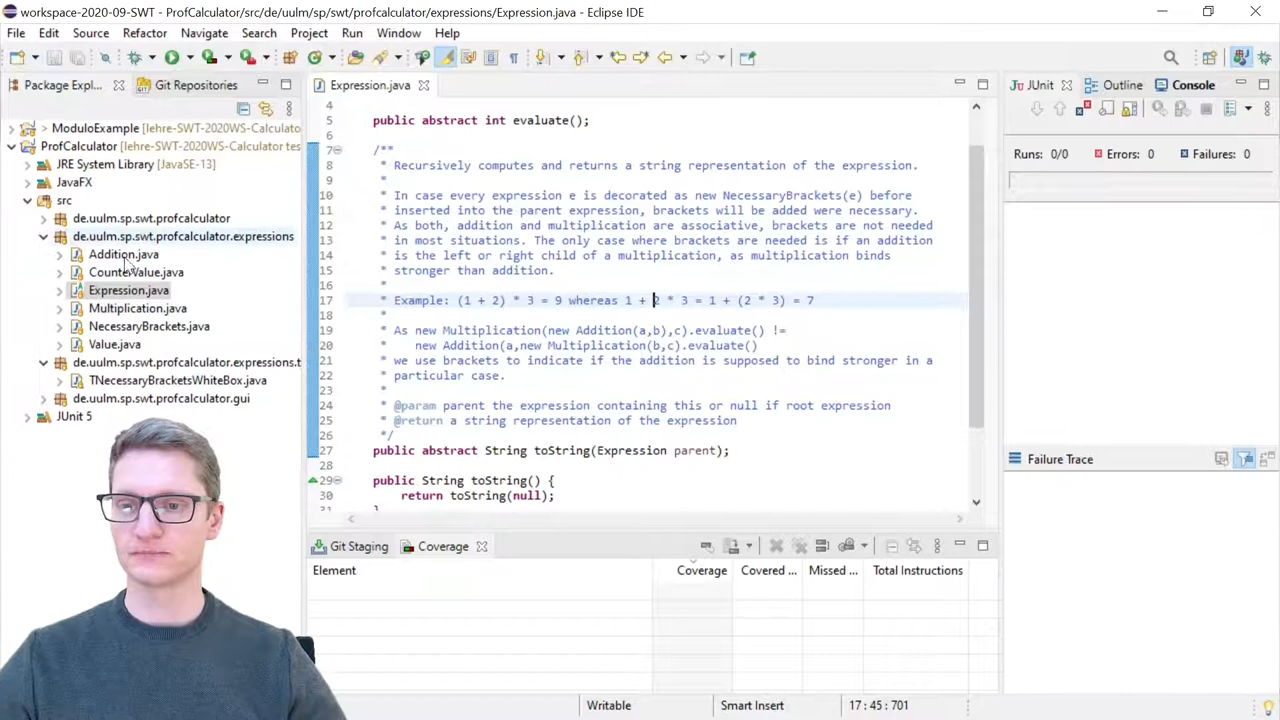 workspace-2020-09-SWT - ProfCalculator/src/de/uulm/sp/swt/profcalculator/expressions/Expression.java - Eclipse IDE
File Edit Source Refactor Navigate Search Project Run Window Help
Package Expl...
Git Repositories
> ModuloExample [lehre-SWT-2020WS-Calculato
ProfCalculator [lehre-SWT-2020WS-Calculator tes
JRE System Library [JavaSE-13]
JavaFX
src
de.uulm.sp.swt.profcalculator
de.uulm.sp.swt.profcalculator.expressions
Addition.java
Expression.java
Multiplication.java
NecessaryBrackets.java
Value.java
de.uulm.sp.swt.profcalculator.expressions.t
TNecessaryBracketsWhiteBox.java
de.uulm.sp.swt.profcalculator.gui
JUnit 5
Expression.java
4
5 public abstract int evaluate();
6
7 /**
8 * Recursively computes and returns a string representation of the expression.
9 *
10 * In case every expression e is decorated as new NecessaryBrackets(e) before
11 * inserted into the parent expression, brackets will be added were necessary.
12 * As both, addition and multiplication are associative, brackets are not needed
13 * in most situations. The only case where brackets are needed is if an addition
14 * is the left or right child of a multiplication, as multiplication binds
15 * stronger than addition.
16 *
17 * Example: (1 + 2) * 3 = 9 whereas 1 + 2 * 3 = 1 + (2 * 3) = 7
18 *
19 * As new Multiplication(new Addition(a,b),c).evaluate() !=
20 * new Addition(a,new Multiplication(b,c).evaluate()
21 * we use brackets to indicate if the addition is supposed to bind stronger in a
22 * particular case.
23 *
24 * @param parent the expression containing this or null if root expression
25 * @return a string representation of the expression
26 */
27 public abstract String toString(Expression parent);
28
29 public String toString() {
30 return toString(null);
31 }
JUnit
Outline
Console
Runs: 0/0 Errors: 0 Failures: 0
Failure Trace
Git Staging
Coverage
Element Coverage Covered ... Missed ... Total Instructions
Writable Smart Insert 17 : 45 : 701